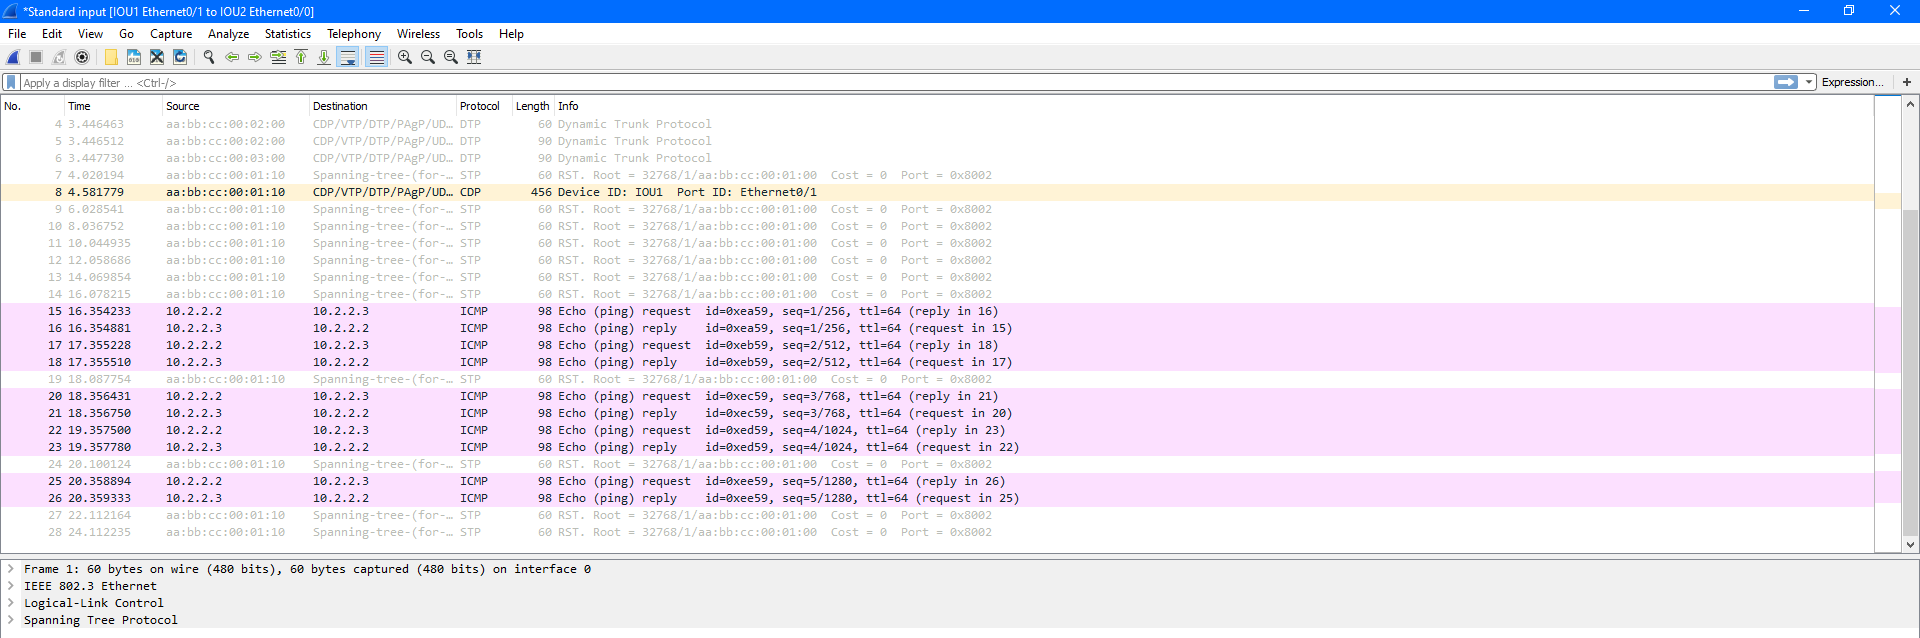 *Standard input [IOU1 Ethernet0/1 to IOU2 Ethernet0/0]
File Edit View Go Capture Analyze Statistics Telephony Wireless Tools Help
Apply a display filter ... <Ctrl-/> Expression... +
No. Time Source Destination Protocol Length Info
4 3.446463 aa:bb:cc:00:02:00 CDP/VTP/DTP/PAgP/UD… DTP 60 Dynamic Trunk Protocol
5 3.446512 aa:bb:cc:00:02:00 CDP/VTP/DTP/PAgP/UD… DTP 90 Dynamic Trunk Protocol
6 3.447730 aa:bb:cc:00:03:00 CDP/VTP/DTP/PAgP/UD… DTP 90 Dynamic Trunk Protocol
7 4.020194 aa:bb:cc:00:01:10 Spanning-tree-(for-… STP 60 RST. Root = 32768/1/aa:bb:cc:00:01:00 Cost = 0 Port = 0x8002
8 4.581779 aa:bb:cc:00:01:10 CDP/VTP/DTP/PAgP/UD… CDP 456 Device ID: IOU1 Port ID: Ethernet0/1
9 6.028541 aa:bb:cc:00:01:10 Spanning-tree-(for-… STP 60 RST. Root = 32768/1/aa:bb:cc:00:01:00 Cost = 0 Port = 0x8002
10 8.036752 aa:bb:cc:00:01:10 Spanning-tree-(for-… STP 60 RST. Root = 32768/1/aa:bb:cc:00:01:00 Cost = 0 Port = 0x8002
11 10.044935 aa:bb:cc:00:01:10 Spanning-tree-(for-… STP 60 RST. Root = 32768/1/aa:bb:cc:00:01:00 Cost = 0 Port = 0x8002
12 12.058686 aa:bb:cc:00:01:10 Spanning-tree-(for-… STP 60 RST. Root = 32768/1/aa:bb:cc:00:01:00 Cost = 0 Port = 0x8002
13 14.069854 aa:bb:cc:00:01:10 Spanning-tree-(for-… STP 60 RST. Root = 32768/1/aa:bb:cc:00:01:00 Cost = 0 Port = 0x8002
14 16.078215 aa:bb:cc:00:01:10 Spanning-tree-(for-… STP 60 RST. Root = 32768/1/aa:bb:cc:00:01:00 Cost = 0 Port = 0x8002
15 16.354233 10.2.2.2 10.2.2.3 ICMP 98 Echo (ping) request id=0xea59, seq=1/256, ttl=64 (reply in 16)
16 16.354881 10.2.2.3 10.2.2.2 ICMP 98 Echo (ping) reply id=0xea59, seq=1/256, ttl=64 (request in 15)
17 17.355228 10.2.2.2 10.2.2.3 ICMP 98 Echo (ping) request id=0xeb59, seq=2/512, ttl=64 (reply in 18)
18 17.355510 10.2.2.3 10.2.2.2 ICMP 98 Echo (ping) reply id=0xeb59, seq=2/512, ttl=64 (request in 17)
19 18.087754 aa:bb:cc:00:01:10 Spanning-tree-(for-… STP 60 RST. Root = 32768/1/aa:bb:cc:00:01:00 Cost = 0 Port = 0x8002
20 18.356431 10.2.2.2 10.2.2.3 ICMP 98 Echo (ping) request id=0xec59, seq=3/768, ttl=64 (reply in 21)
21 18.356750 10.2.2.3 10.2.2.2 ICMP 98 Echo (ping) reply id=0xec59, seq=3/768, ttl=64 (request in 20)
22 19.357500 10.2.2.2 10.2.2.3 ICMP 98 Echo (ping) request id=0xed59, seq=4/1024, ttl=64 (reply in 23)
23 19.357780 10.2.2.3 10.2.2.2 ICMP 98 Echo (ping) reply id=0xed59, seq=4/1024, ttl=64 (request in 22)
24 20.100124 aa:bb:cc:00:01:10 Spanning-tree-(for-… STP 60 RST. Root = 32768/1/aa:bb:cc:00:01:00 Cost = 0 Port = 0x8002
25 20.358894 10.2.2.2 10.2.2.3 ICMP 98 Echo (ping) request id=0xee59, seq=5/1280, ttl=64 (reply in 26)
26 20.359333 10.2.2.3 10.2.2.2 ICMP 98 Echo (ping) reply id=0xee59, seq=5/1280, ttl=64 (request in 25)
27 22.112164 aa:bb:cc:00:01:10 Spanning-tree-(for-… STP 60 RST. Root = 32768/1/aa:bb:cc:00:01:00 Cost = 0 Port = 0x8002
28 24.112235 aa:bb:cc:00:01:10 Spanning-tree-(for-… STP 60 RST. Root = 32768/1/aa:bb:cc:00:01:00 Cost = 0 Port = 0x8002
Frame 1: 60 bytes on wire (480 bits), 60 bytes captured (480 bits) on interface 0
IEEE 802.3 Ethernet
Logical-Link Control
Spanning Tree Protocol